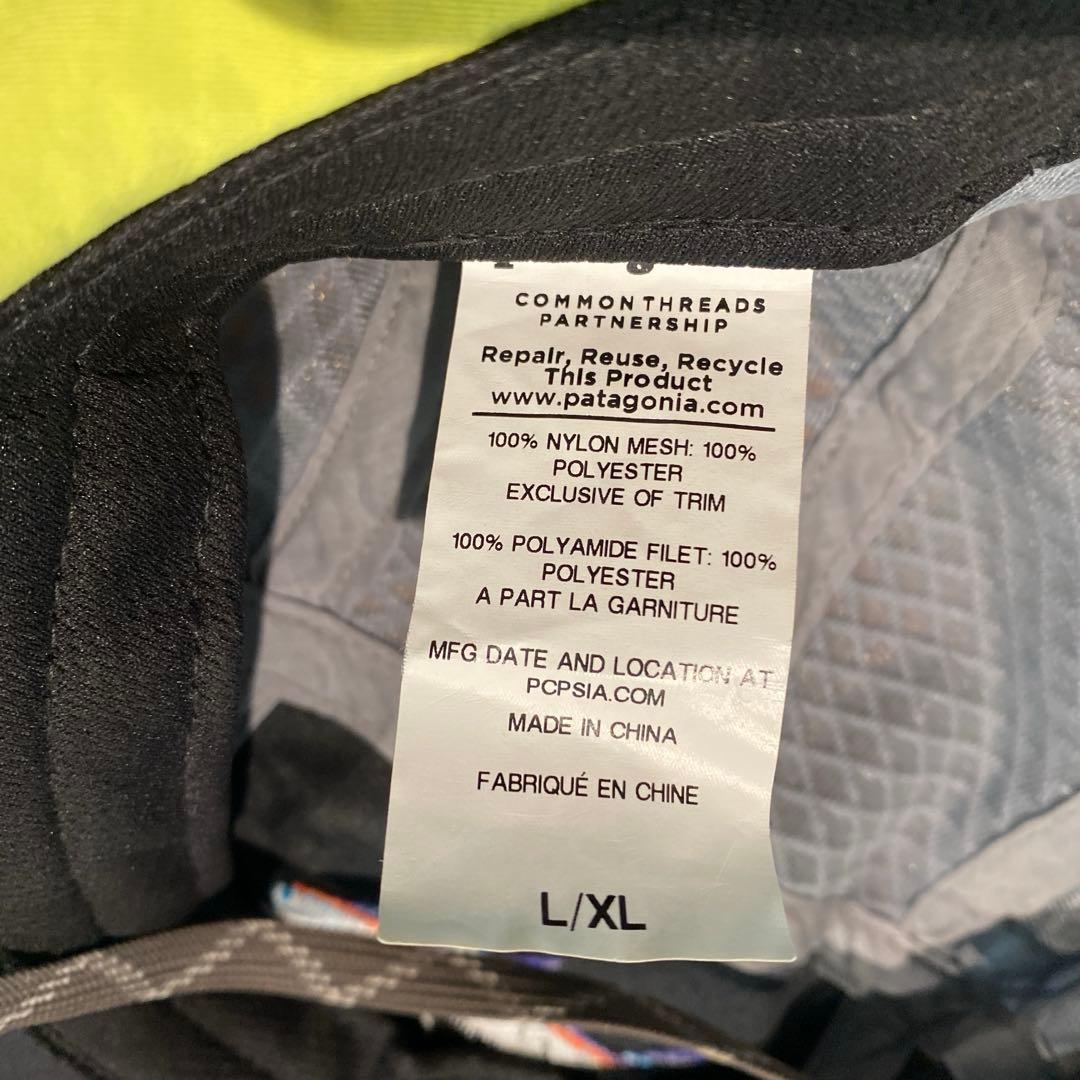 COMMON THREADS
PARTNERSHIP
Repair, Reuse, Recycle
This Product
www.patagonia.com
100% NYLON MESH: 100%
POLYESTER
EXCLUSIVE OF TRIM
100% POLYAMIDE FILET: 100%
POLYESTER
A PART LA GARNITURE
MFG DATE AND LOCATION AT
PCPSIA.COM
MADE IN CHINA
FABRIQUÉ EN CHINE
L/XL